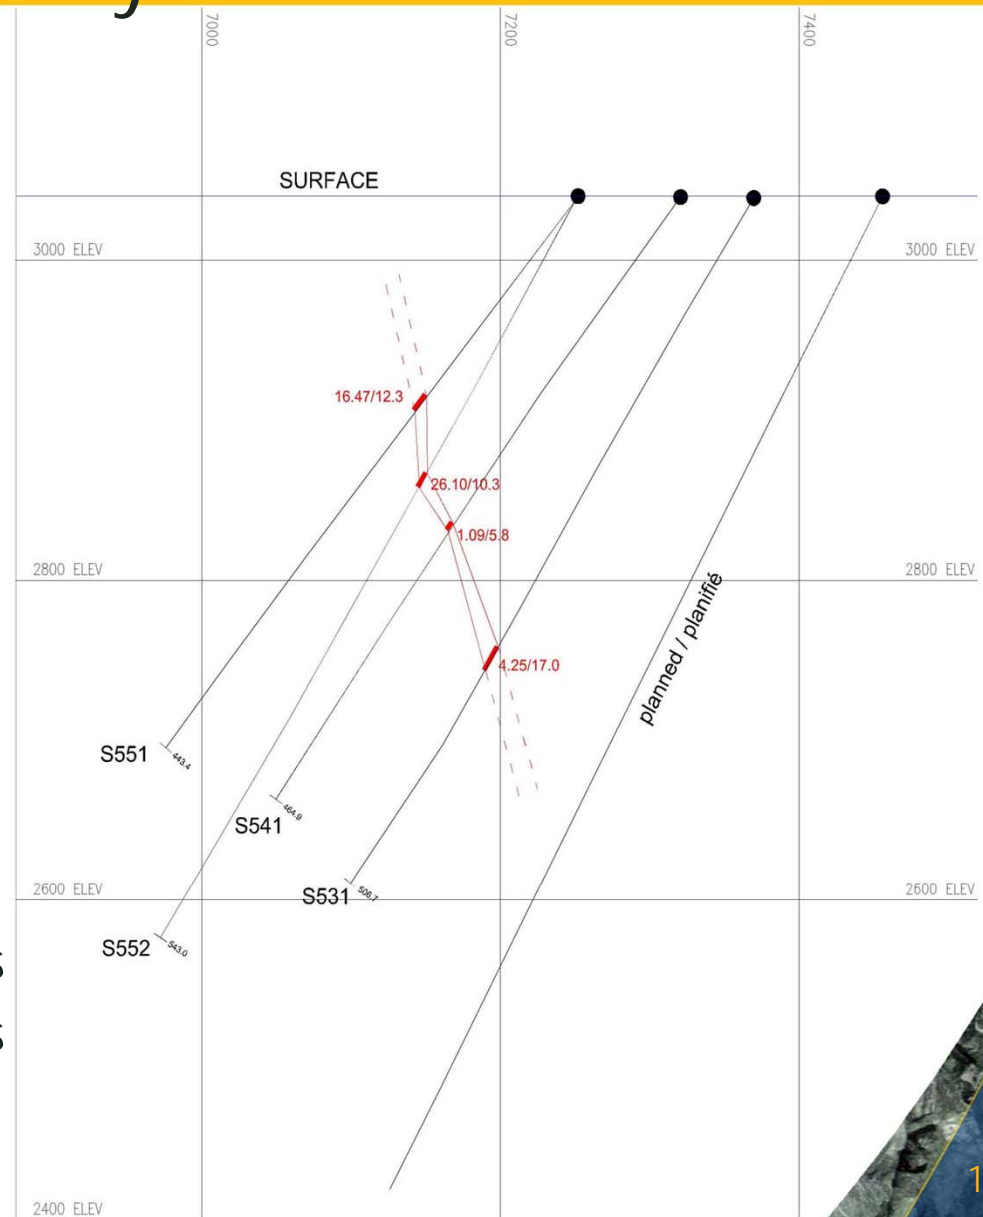 y
7000
7200
7400
SURFACE
3000 ELEV
3000 ELEV
16.47/12.3
26.10/10.3
1.09/5.8
2800 ELEV
2800 ELEV
planned / planifié
4.25/17.0
S551
443.4
464.9
S541
506.7
S531
2600 ELEV
2600 ELEV
S552
543.0
s
s
1
2400 ELEV